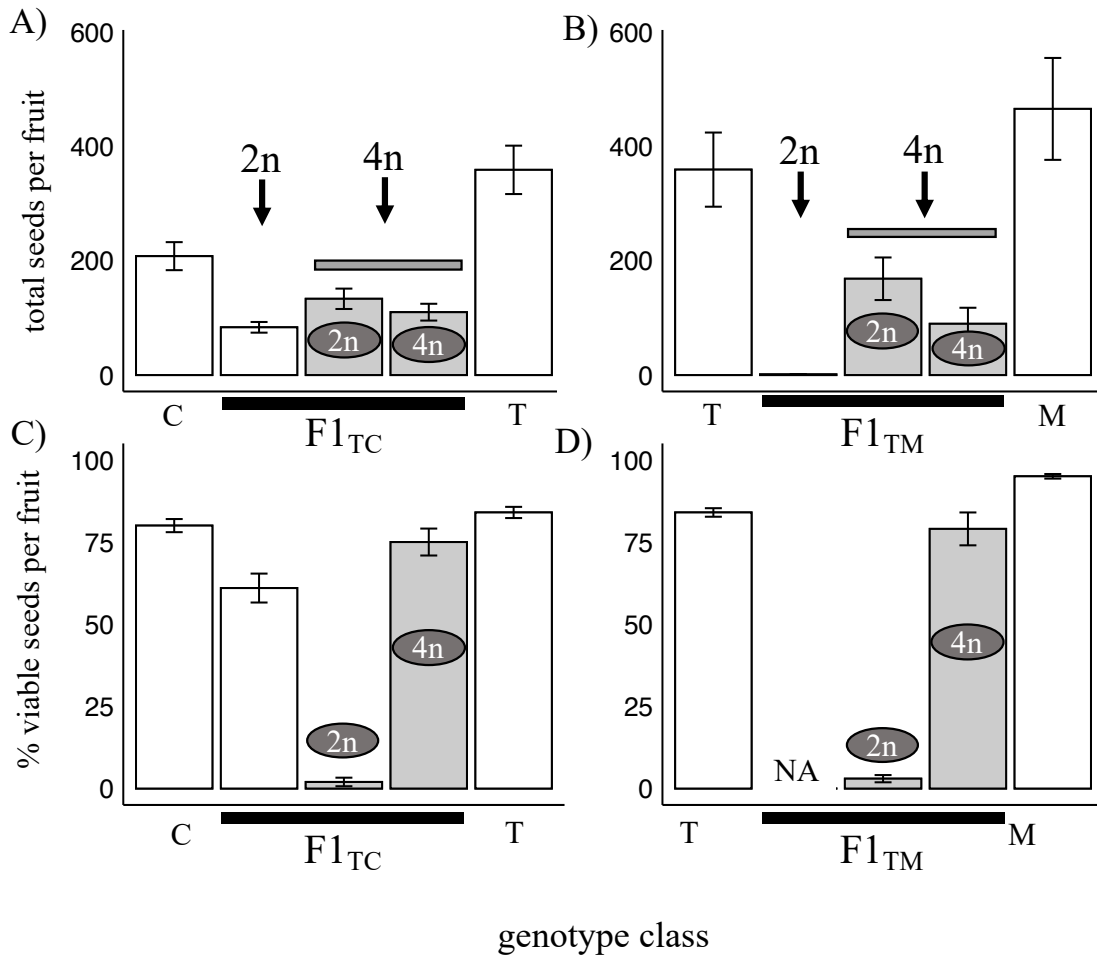 A)
total seeds per fruit
600
400
200
0
2n
4n
2n
4n
C
F1TC
T
B)
600
400
200
0
2n
4n
2n
4n
T
F1TM
M
C)
% viable seeds per fruit
100
75
50
25
0
2n
4n
C
F1TC
T
D)
100
75
50
25
0
NA
2n
4n
T
F1TM
M
genotype class